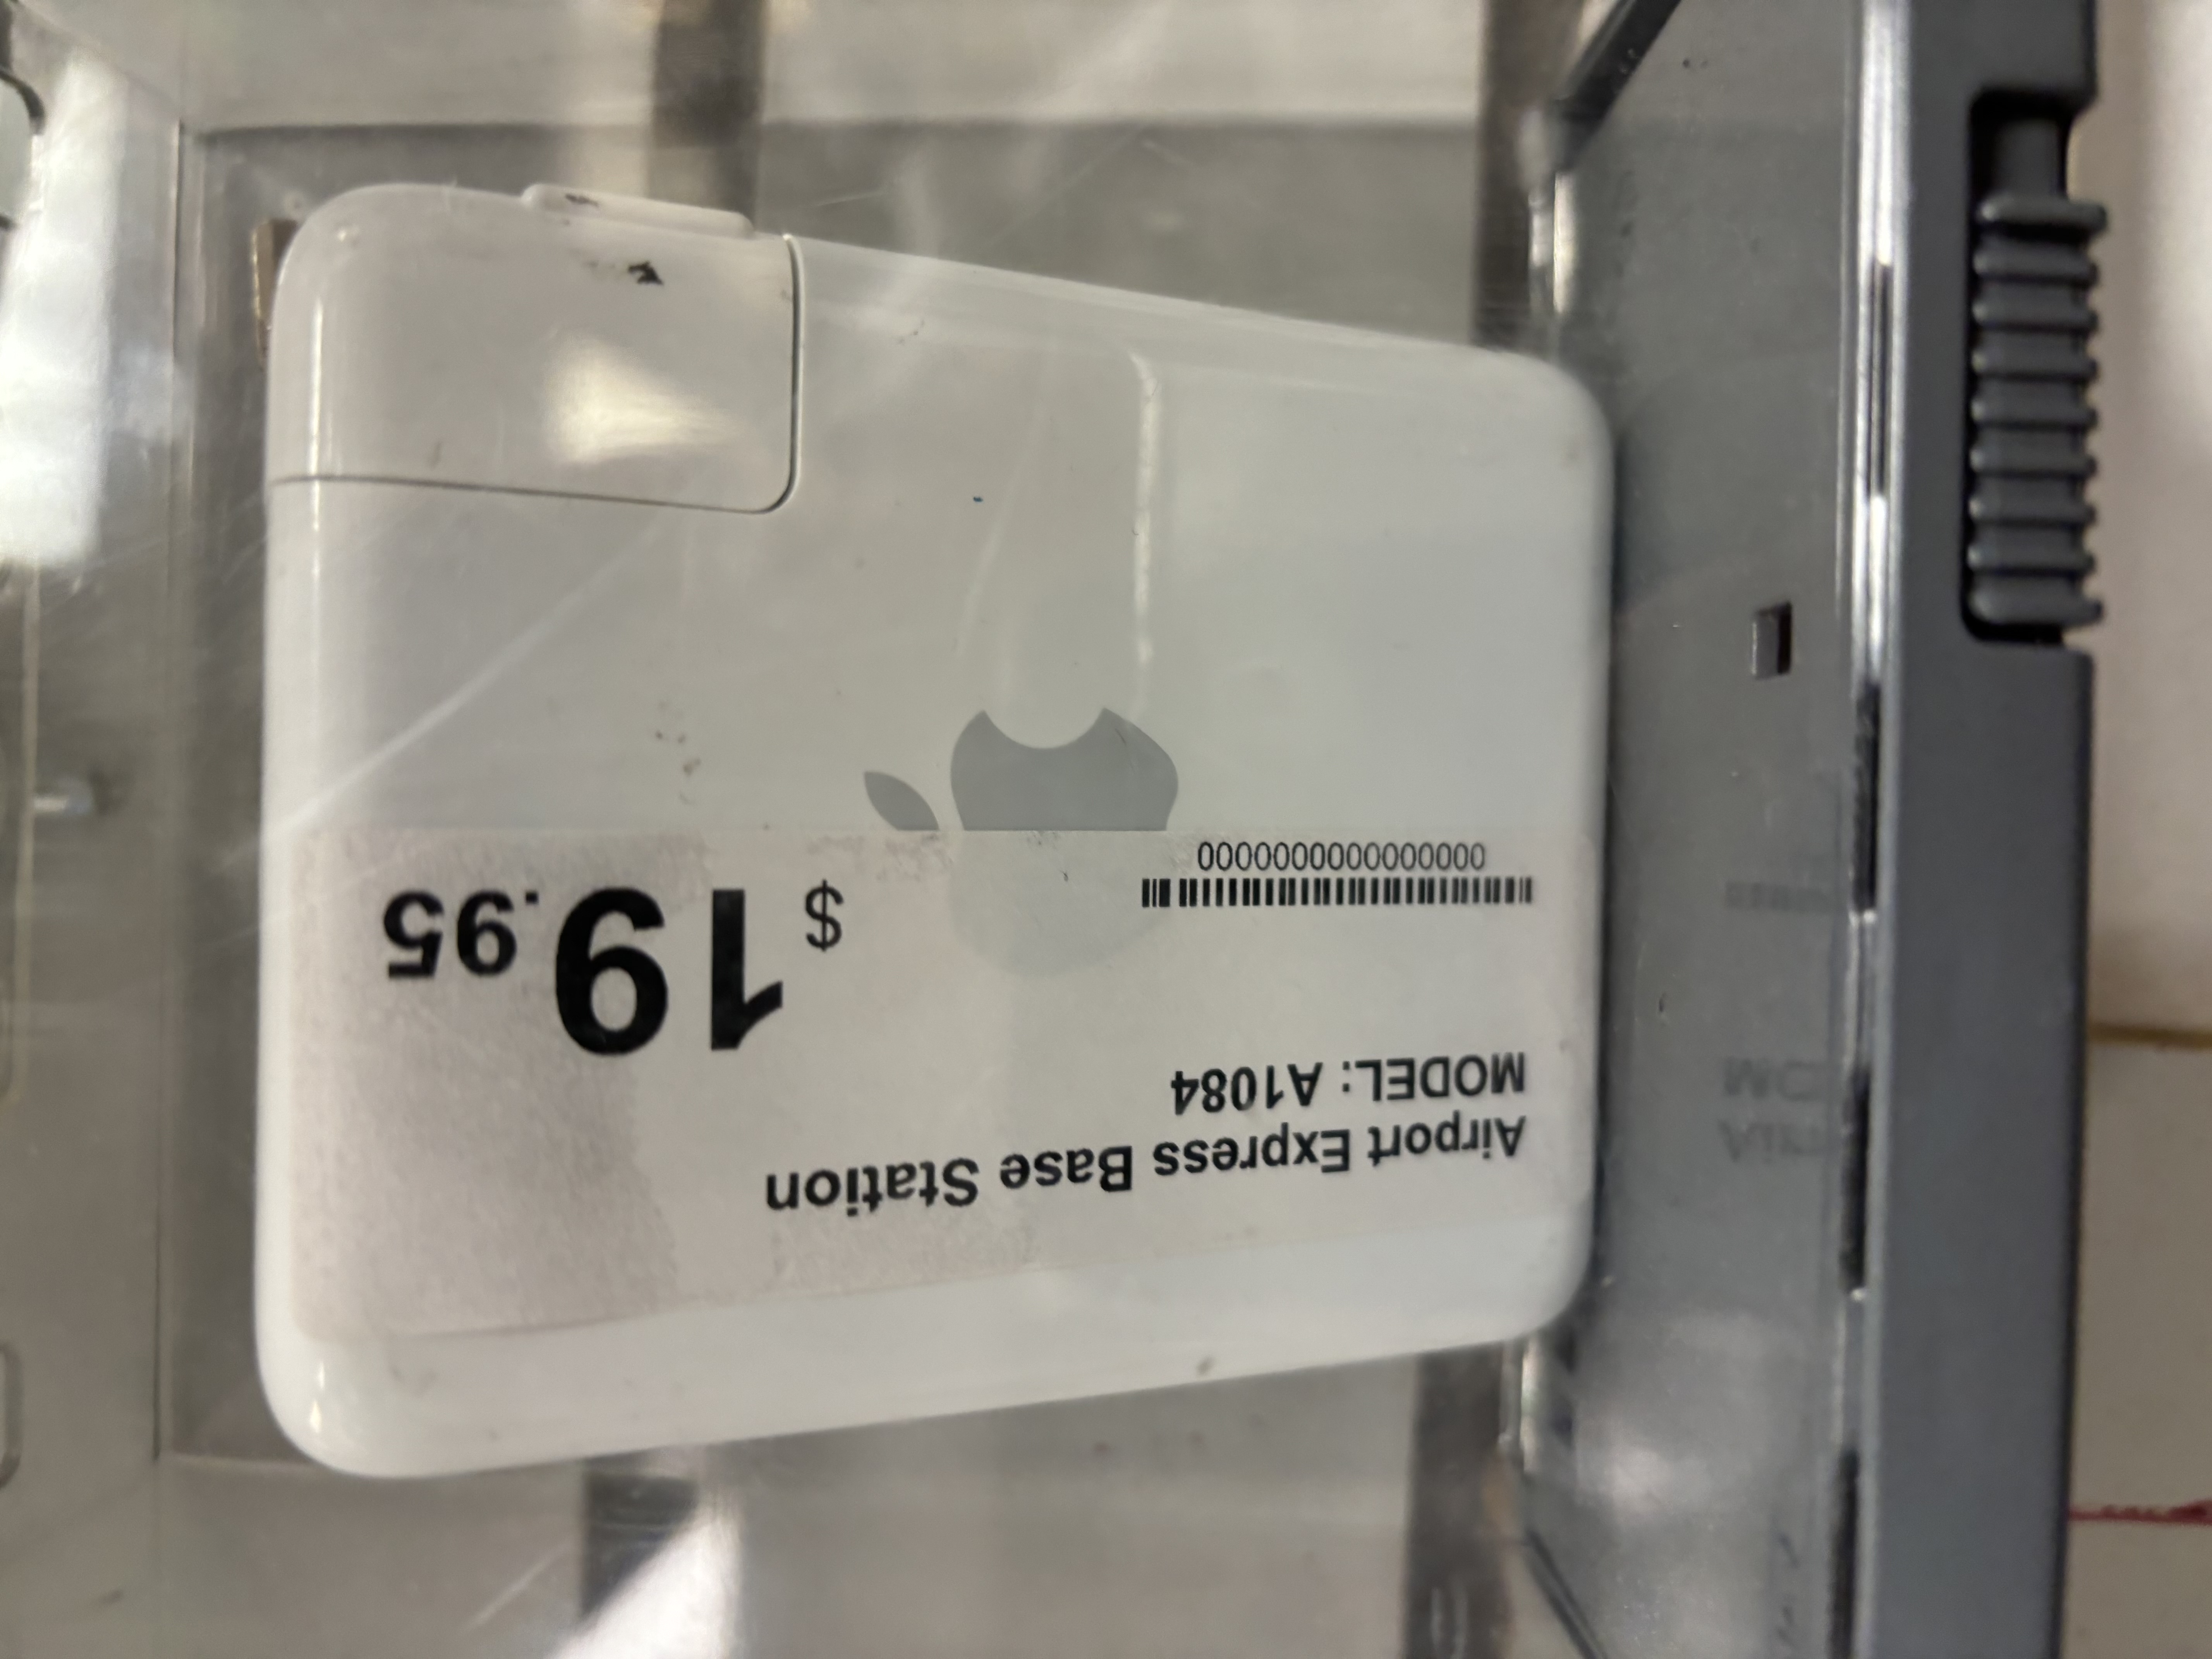 Airport Express Base Station
MODEL: A1084
$19.95
0000000000000000